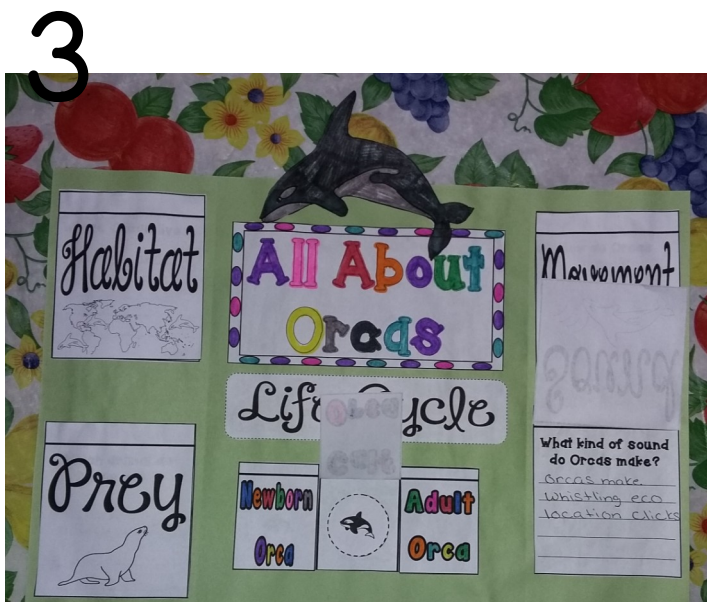 3
Habitat
All About
Orcas
Movement
Sound
Life Cycle
What kind of sound
do Orcas make?
Orcas make
whistling eco
location clicks
Prey
Newborn
Orca
Adult
Orca